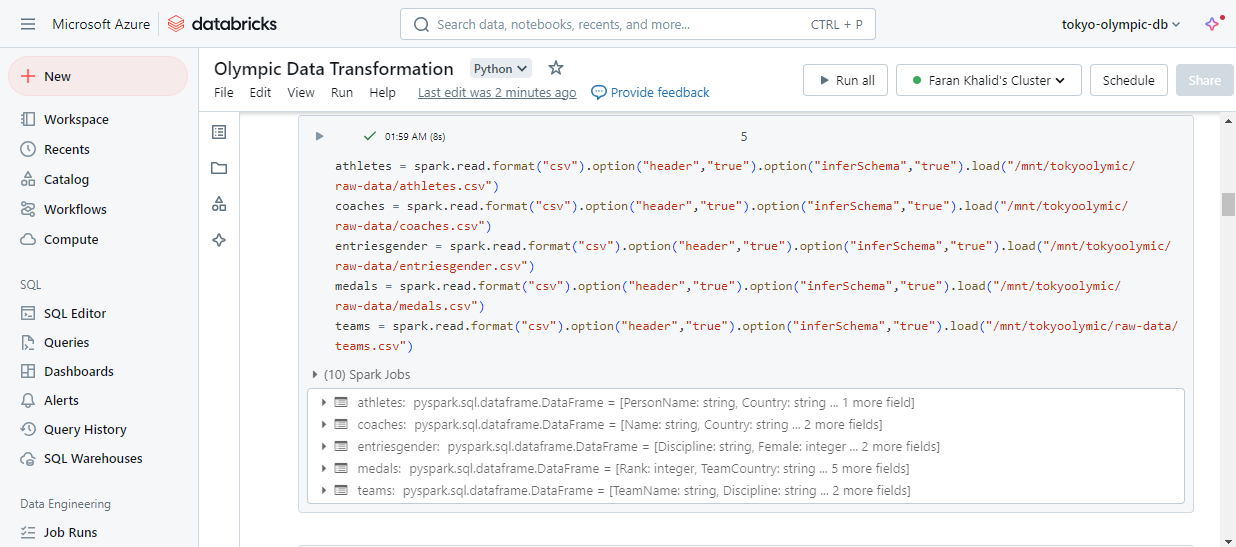 Microsoft Azure databricks Search data, notebooks, recents, and more... CTRL + P tokyo-olympic-db
New
Workspace
Recents
Catalog
Workflows
Compute
SQL
SQL Editor
Queries
Dashboards
Alerts
Query History
SQL Warehouses
Data Engineering
Job Runs
Olympic Data Transformation Python
File Edit View Run Help Last edit was 2 minutes ago Provide feedback
Run all Faran Khalid's Cluster Schedule Share
01:59 AM (8s) 5
athletes = spark.read.format("csv").option("header","true").option("inferSchema","true").load("/mnt/tokyoolymic/
raw-data/athletes.csv")
coaches = spark.read.format("csv").option("header","true").option("inferSchema","true").load("/mnt/tokyoolymic/
raw-data/coaches.csv")
entriesgender = spark.read.format("csv").option("header","true").option("inferSchema","true").load("/mnt/tokyoolymic/
raw-data/entriesgender.csv")
medals = spark.read.format("csv").option("header","true").option("inferSchema","true").load("/mnt/tokyoolymic/
raw-data/medals.csv")
teams = spark.read.format("csv").option("header","true").option("inferSchema","true").load("/mnt/tokyoolymic/raw-data/
teams.csv")
(10) Spark Jobs
athletes: pyspark.sql.dataframe.DataFrame = [PersonName: string, Country: string ... 1 more field]
coaches: pyspark.sql.dataframe.DataFrame = [Name: string, Country: string ... 2 more fields]
entriesgender: pyspark.sql.dataframe.DataFrame = [Discipline: string, Female: integer ... 2 more fields]
medals: pyspark.sql.dataframe.DataFrame = [Rank: integer, TeamCountry: string ... 5 more fields]
teams: pyspark.sql.dataframe.DataFrame = [TeamName: string, Discipline: string ... 2 more fields]